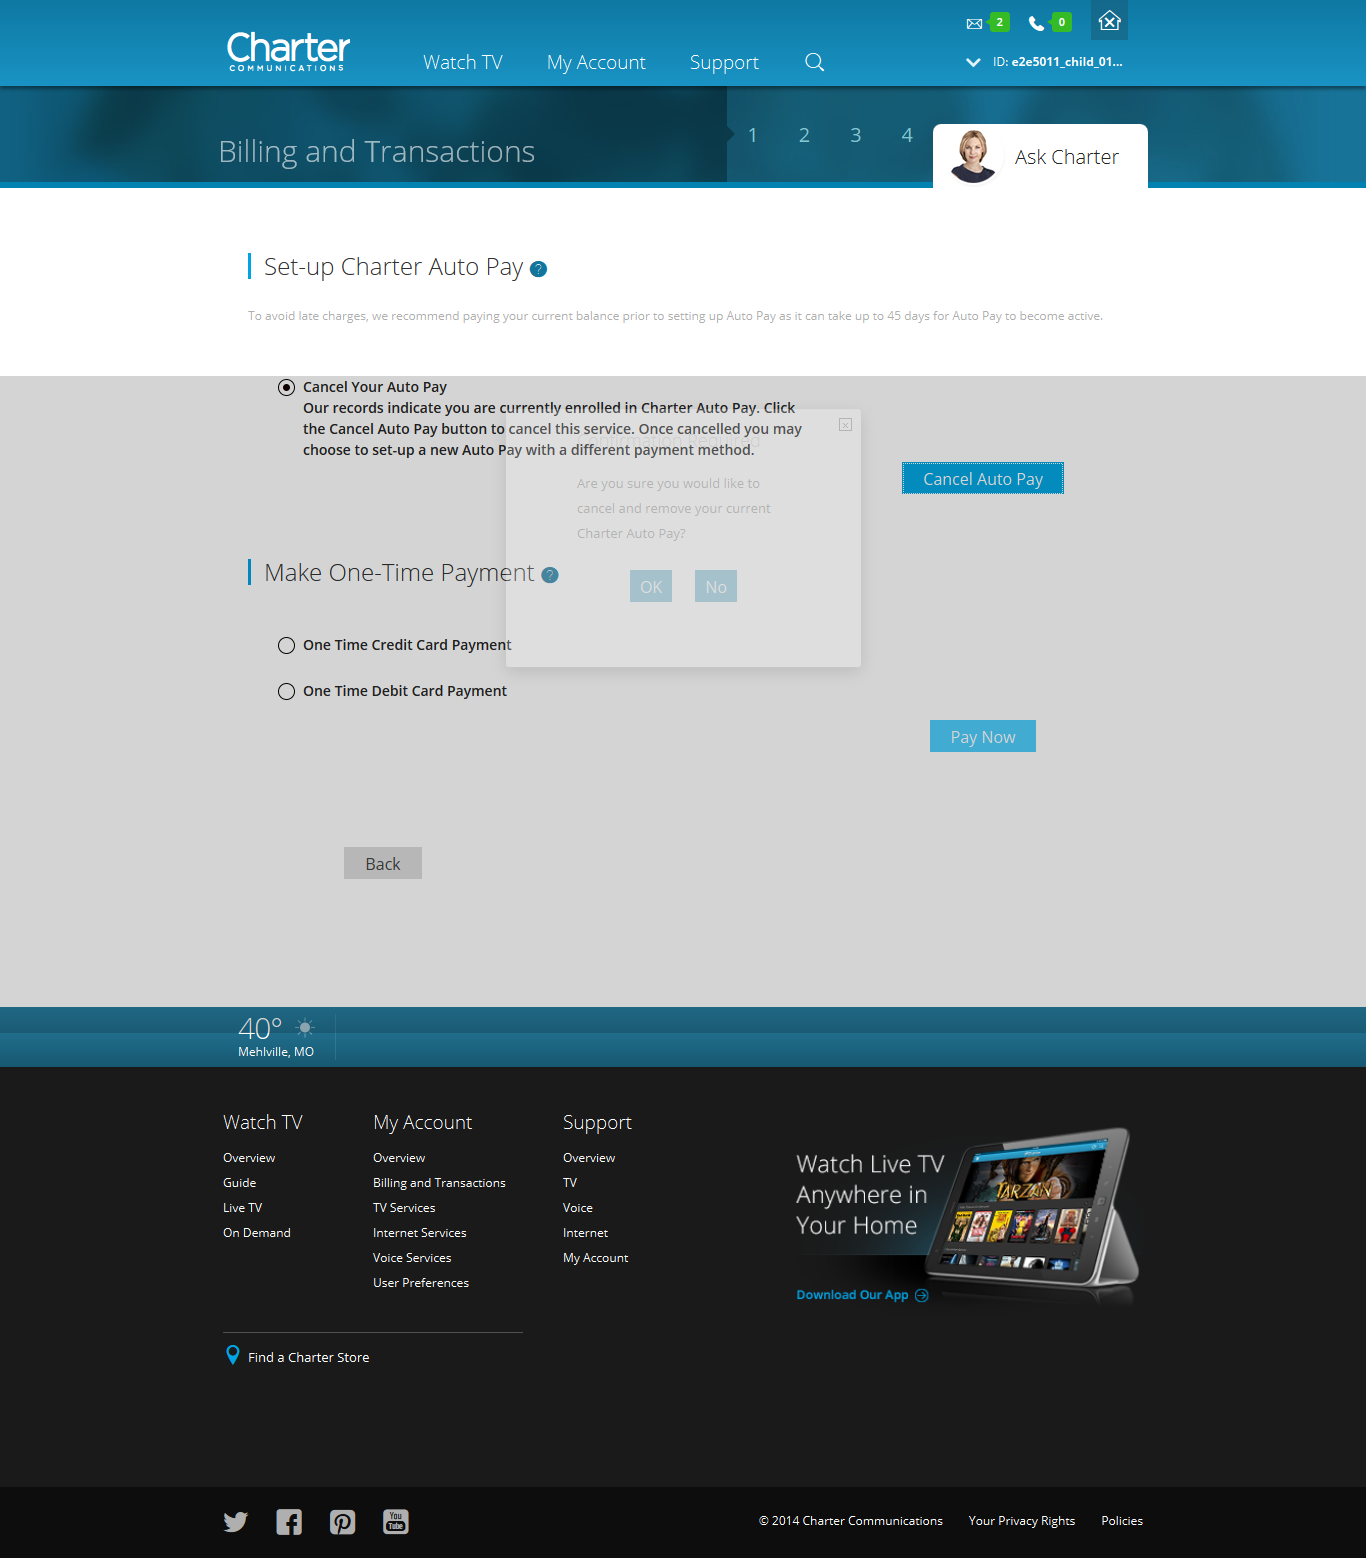 Charter
COMMUNICATIONS
Watch TV
My Account
Support
2
0
ID: e2e5011_child_01...
Billing and Transactions
1
2
3
4
Ask Charter
Set-up Charter Auto Pay ?
To avoid late charges, we recommend paying your current balance prior to setting up Auto Pay as it can take up to 45 days for Auto Pay to become active.
Cancel Your Auto Pay
Our records indicate you are currently enrolled in Charter Auto Pay. Click
the Cancel Auto Pay button to cancel this service. Once cancelled you may
choose to set-up a new Auto Pay with a different payment method.
Cancel Auto Pay
Confirmation Required
Are you sure you would like to
cancel and remove your current
Charter Auto Pay?
OK
No
Make One-Time Payment ?
One Time Credit Card Payment
One Time Debit Card Payment
Pay Now
Back
40°
Mehlville, MO
Watch TV
Overview
Guide
Live TV
On Demand
My Account
Overview
Billing and Transactions
TV Services
Internet Services
Voice Services
User Preferences
Support
Overview
TV
Voice
Internet
My Account
Watch Live TV
Anywhere in
Your Home
TARZAN
Download Our App
Find a Charter Store
You
Tube
© 2014 Charter Communications
Your Privacy Rights
Policies